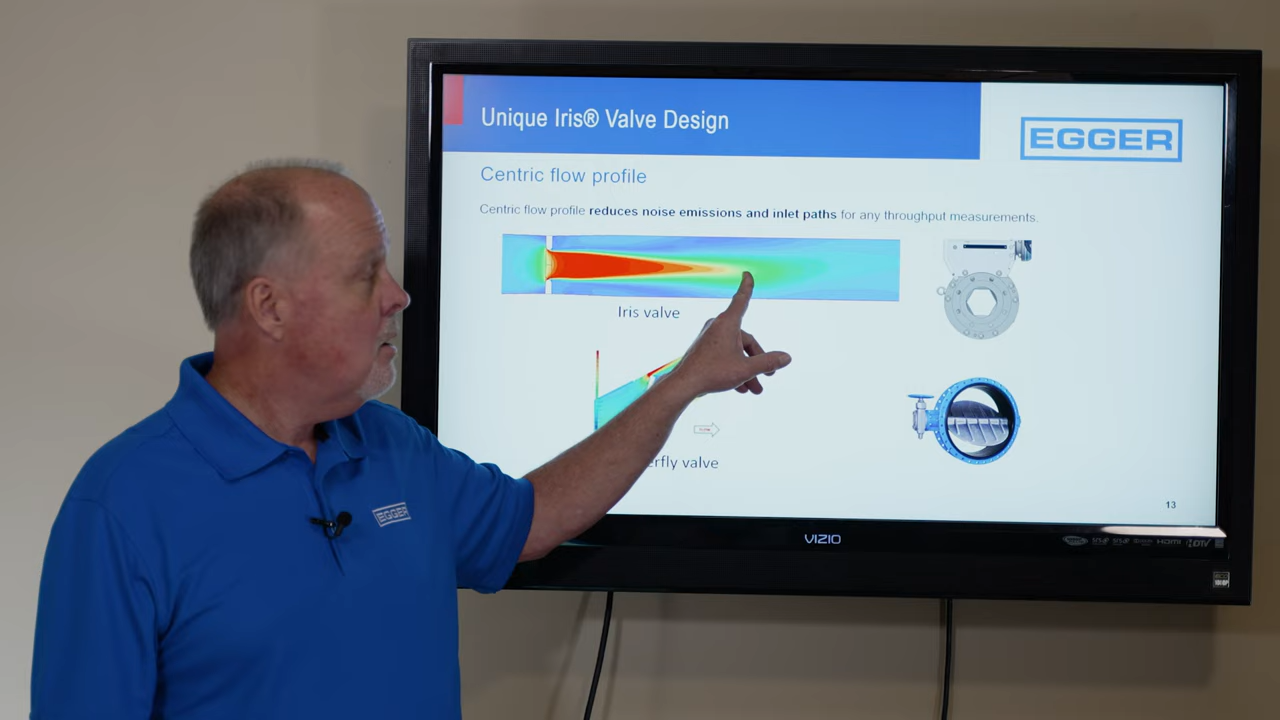 Unique Iris® Valve Design
EGGER
Centric flow profile
Centric flow profile reduces noise emissions and inlet paths for any throughput measurements.
Iris valve
erfly valve
13
EGGER
VIZIO
HDMI